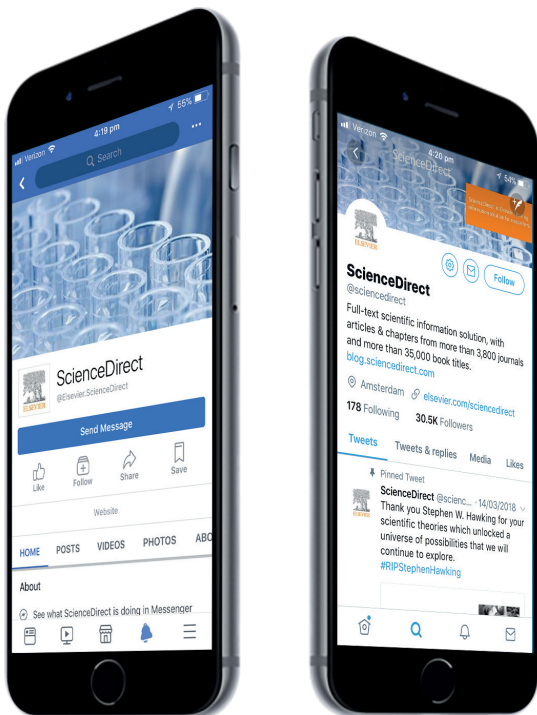 Verizon
4:19 pm
55%
Search
ELSEVIER
ScienceDirect
@Elsevier.ScienceDirect
Send Message
Like
Follow
Share
Save
Website
HOME
POSTS
VIDEOS
PHOTOS
ABO
About
See what ScienceDirect is doing in Messenger
Verizon
4:20 pm
54%
ScienceDirect
ELSEVIER
Follow
ScienceDirect
@sciencedirect
Full-text scientific information solution, with
articles & chapters from more than 3,800 journals
and more than 35,000 book titles.
blog.sciencedirect.com
Amsterdam elsevier.com/sciencedirect
178 Following 30.5K Followers
Tweets
Tweets & replies
Media
Likes
Pinned Tweet
ScienceDirect @scienc... · 14/03/2018
Thank you Stephen W. Hawking for your
scientific theories which unlocked a
universe of possibilities that we will
continue to explore.
#RIPStephenHawking